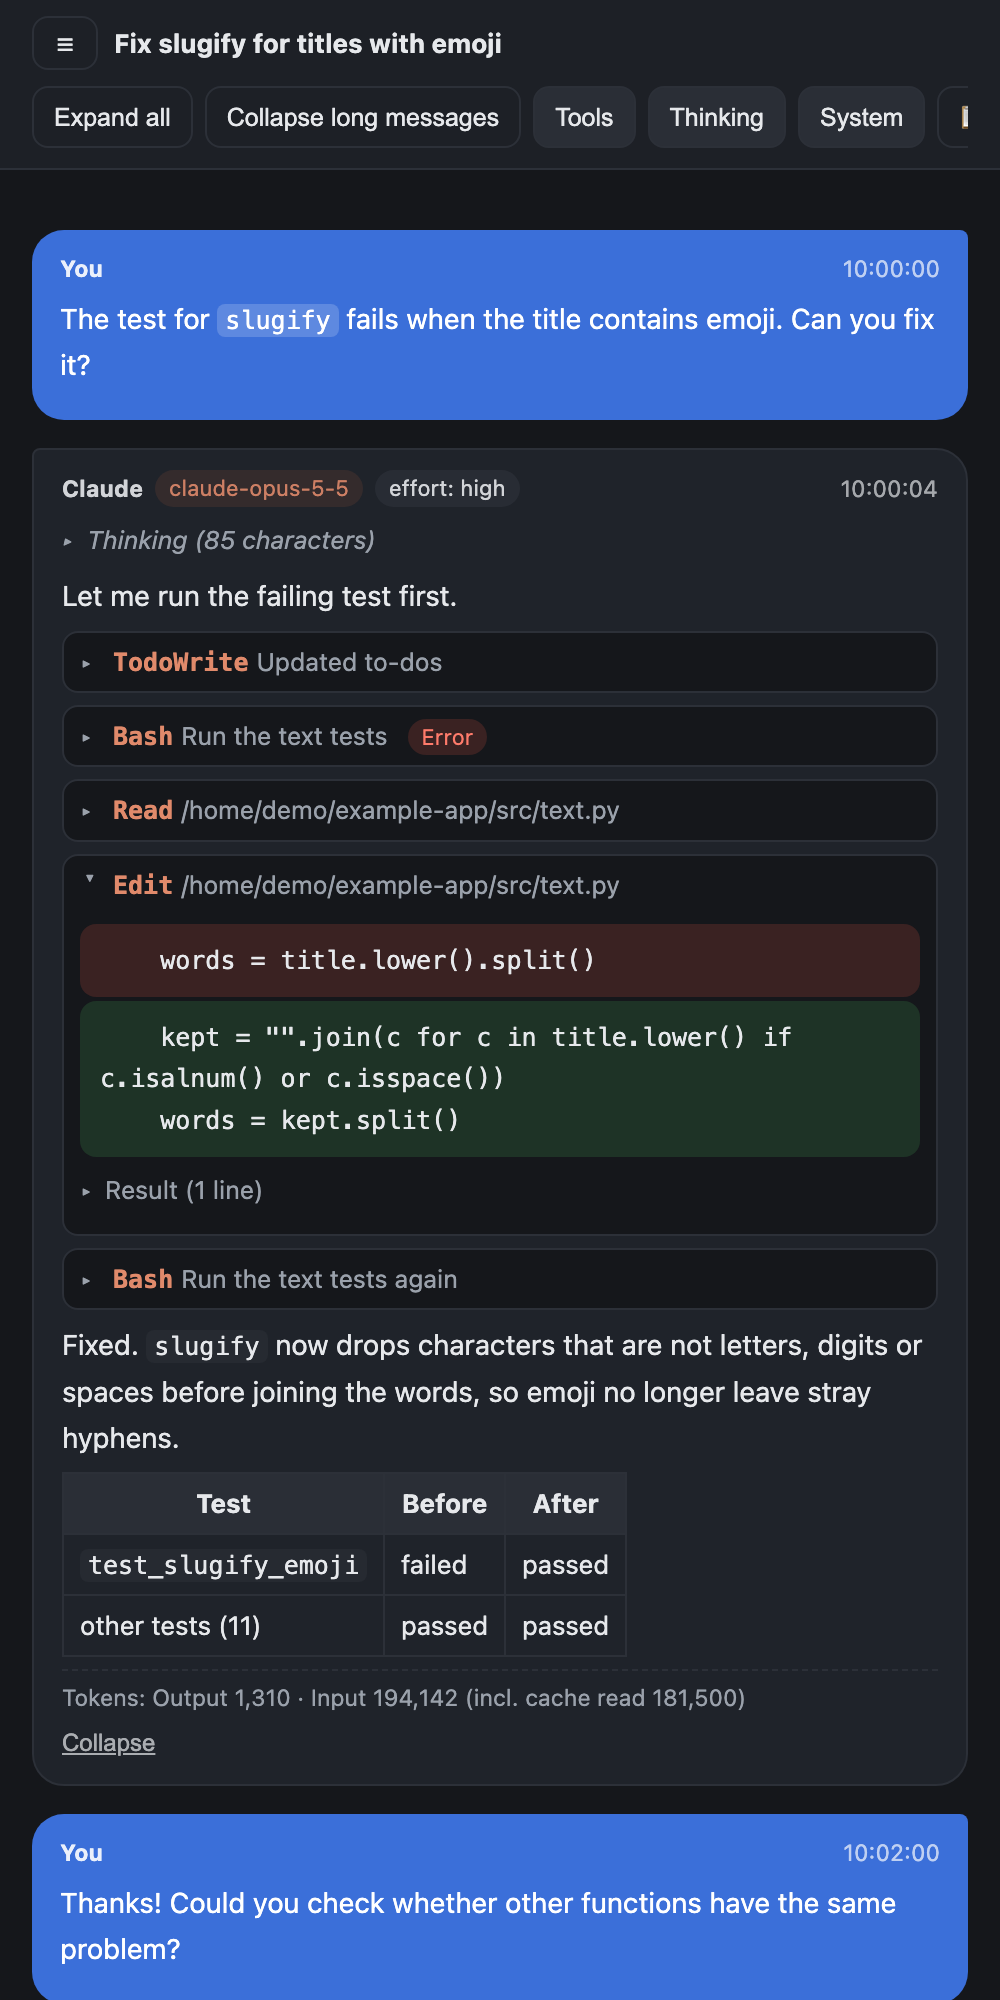 ≡ Fix slugify for titles with emoji
Expand all Collapse long messages Tools Thinking System
You 10:00:00
The test for slugify fails when the title contains emoji. Can you fix
it?
Claude claude-opus-5-5 effort: high 10:00:04
▸ Thinking (85 characters)
Let me run the failing test first.
▸ TodoWrite Updated to-dos
▸ Bash Run the text tests Error
▸ Read /home/demo/example-app/src/text.py
▾ Edit /home/demo/example-app/src/text.py
    words = title.lower().split()
    kept = "".join(c for c in title.lower() if
c.isalnum() or c.isspace())
    words = kept.split()
▸ Result (1 line)
▸ Bash Run the text tests again
Fixed. slugify now drops characters that are not letters, digits or
spaces before joining the words, so emoji no longer leave stray
hyphens.
Test Before After
test_slugify_emoji failed passed
other tests (11) passed passed
Tokens: Output 1,310 · Input 194,142 (incl. cache read 181,500)
Collapse
You 10:02:00
Thanks! Could you check whether other functions have the same
problem?